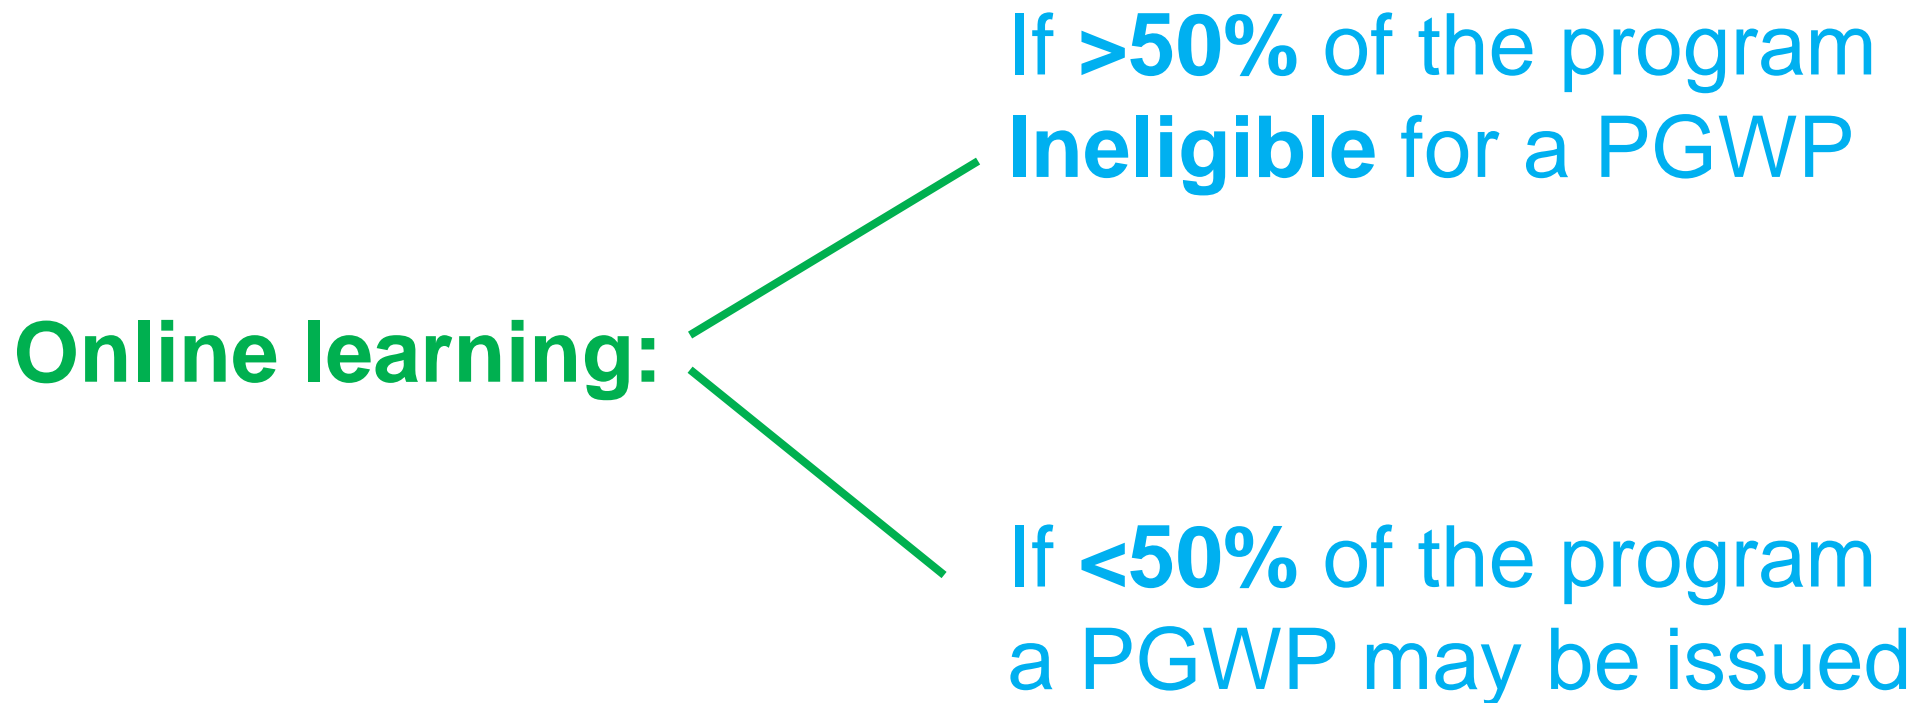 If >50% of the program
Ineligible for a PGWP
Online learning:
If <50% of the program
a PGWP may be issued